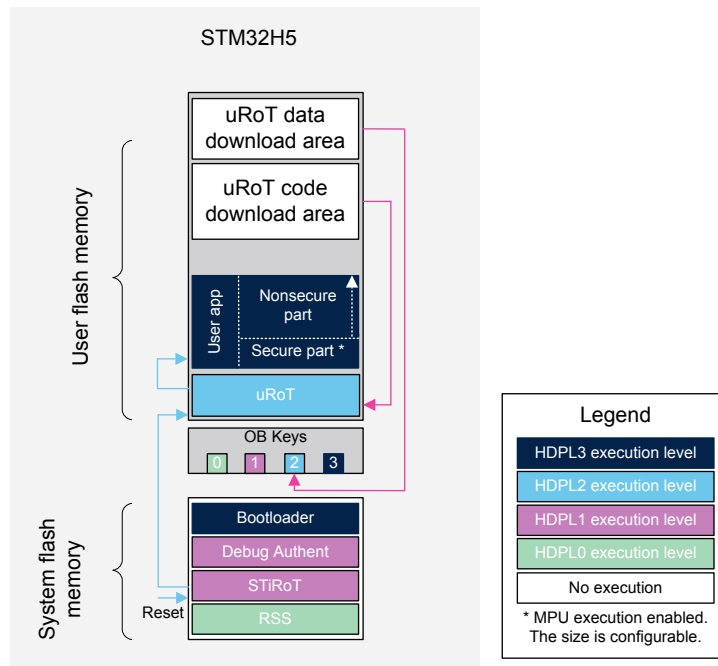 STM32H5
User flash memory
uRoT data
download area
uRoT code
download area
User app
Nonsecure
part
Secure part *
uRoT
OB Keys
0 1 2 3
System flash
memory
Bootloader
Debug Authent
STiRoT
Reset
RSS
Legend
HDPL3 execution level
HDPL2 execution level
HDPL1 execution level
HDPL0 execution level
No execution
* MPU execution enabled.
The size is configurable.